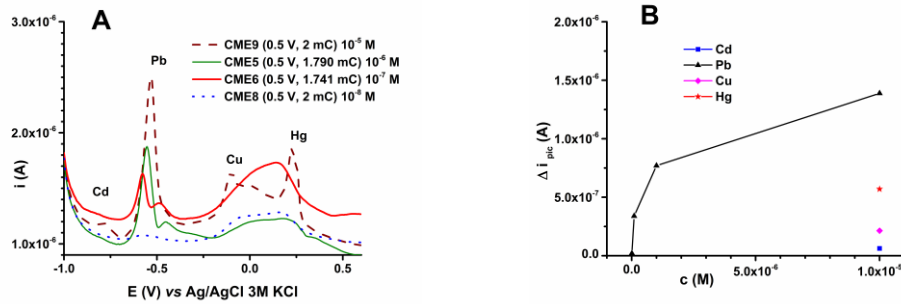 A
CME9 (0.5 V, 2 mC) 10⁻⁵ M
CME5 (0.5 V, 1.790 mC) 10⁻⁶ M
CME6 (0.5 V, 1.741 mC) 10⁻⁷ M
CME8 (0.5 V, 2 mC) 10⁻⁸ M
Pb
Hg
Cu
Cd
3.0x10⁻⁶
2.0x10⁻⁶
1.0x10⁻⁶
i (A)
-1.0 -0.5 0.0 0.5
E (V) vs Ag/AgCl 3M KCl
B
Cd
Pb
Cu
Hg
2.0x10⁻⁶
1.5x10⁻⁶
1.0x10⁻⁶
5.0x10⁻⁷
0.0
Δ i pic (A)
0.0 5.0x10⁻⁶ 1.0x10⁻⁵
c (M)